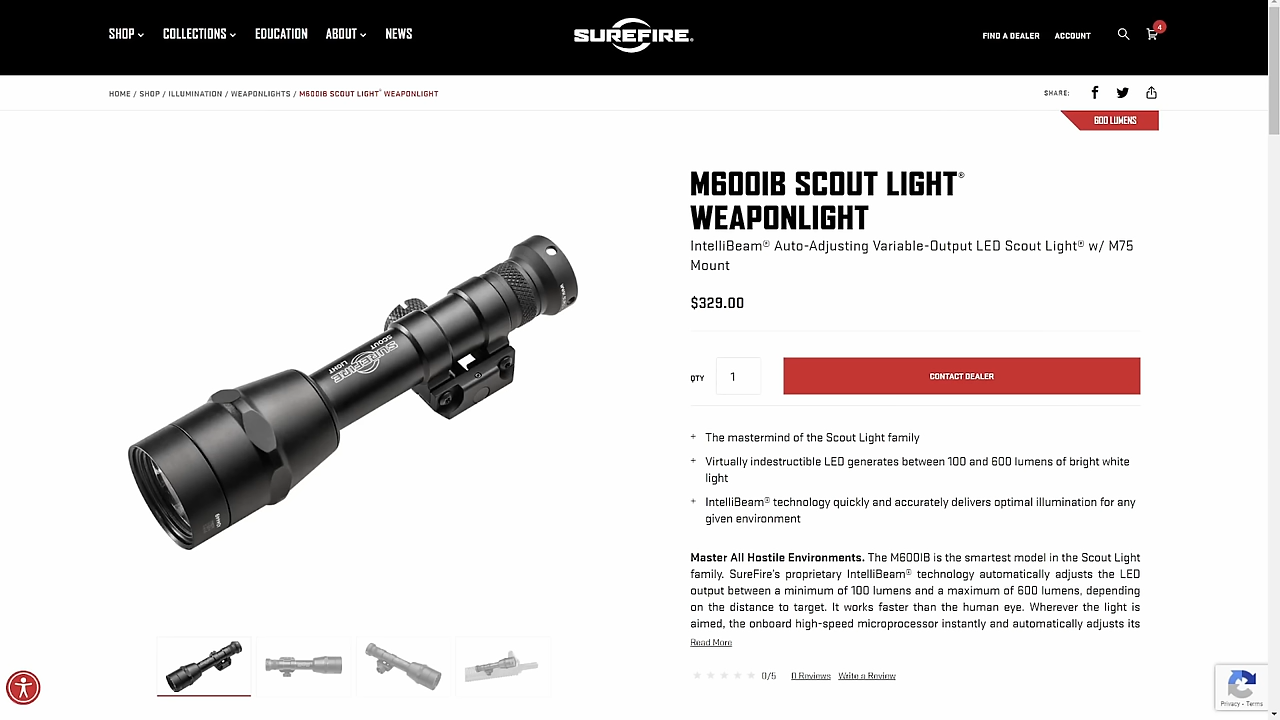 SHOP COLLECTIONS EDUCATION ABOUT NEWS
SUREFIRE®
FIND A DEALER ACCOUNT
4
HOME / SHOP / ILLUMINATION / WEAPONLIGHTS / M600IB SCOUT LIGHT® WEAPONLIGHT
SHARE:
600 LUMENS
M600IB SCOUT LIGHT®
WEAPONLIGHT
IntelliBeam® Auto-Adjusting Variable-Output LED Scout Light® w/ M75
Mount
$329.00
QTY 1 CONTACT DEALER
SUREFIRE
SCOUT
LIGHT
+ The mastermind of the Scout Light family
+ Virtually indestructible LED generates between 100 and 600 lumens of bright white
light
+ IntelliBeam® technology quickly and accurately delivers optimal illumination for any
given environment
Master All Hostile Environments. The M600IB is the smartest model in the Scout Light
family. SureFire's proprietary IntelliBeam® technology automatically adjusts the LED
output between a minimum of 100 lumens and a maximum of 600 lumens, depending
on the distance to target. It works faster than the human eye. Wherever the light is
aimed, the onboard high-speed microprocessor instantly and automatically adjusts its
Read More
0/5 0 Reviews Write a Review
Privacy - Terms